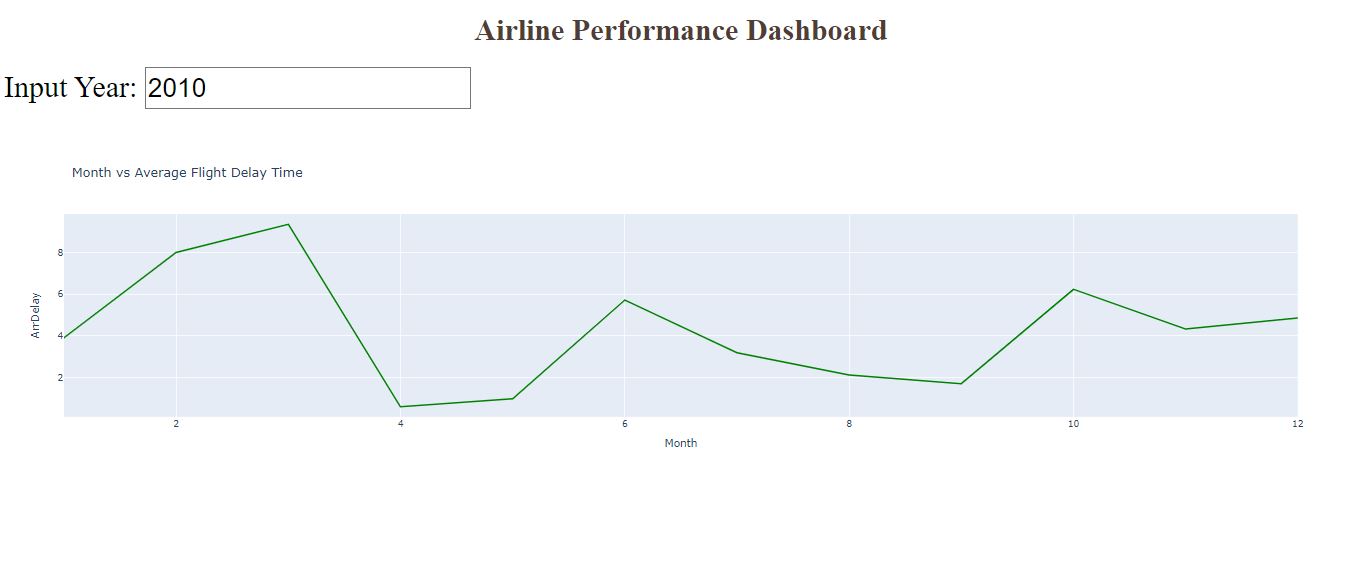 Airline Performance Dashboard
Input Year: 2010
Month vs Average Flight Delay Time
8
6
4
2
ArrDelay
2 4 6 8 10 12
Month